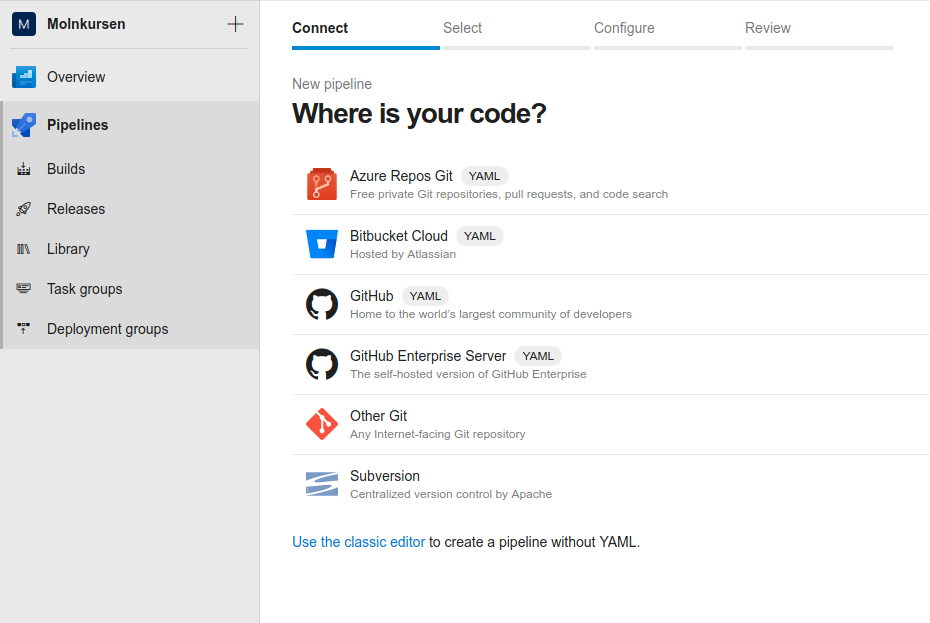 M Molnkursen
Overview
Pipelines
Builds
Releases
Library
Task groups
Deployment groups
Connect Select Configure Review
New pipeline
Where is your code?
Azure Repos Git YAML
Free private Git repositories, pull requests, and code search
Bitbucket Cloud YAML
Hosted by Atlassian
GitHub YAML
Home to the world's largest community of developers
GitHub Enterprise Server YAML
The self-hosted version of GitHub Enterprise
Other Git
Any Internet-facing Git repository
Subversion
Centralized version control by Apache
Use the classic editor to create a pipeline without YAML.